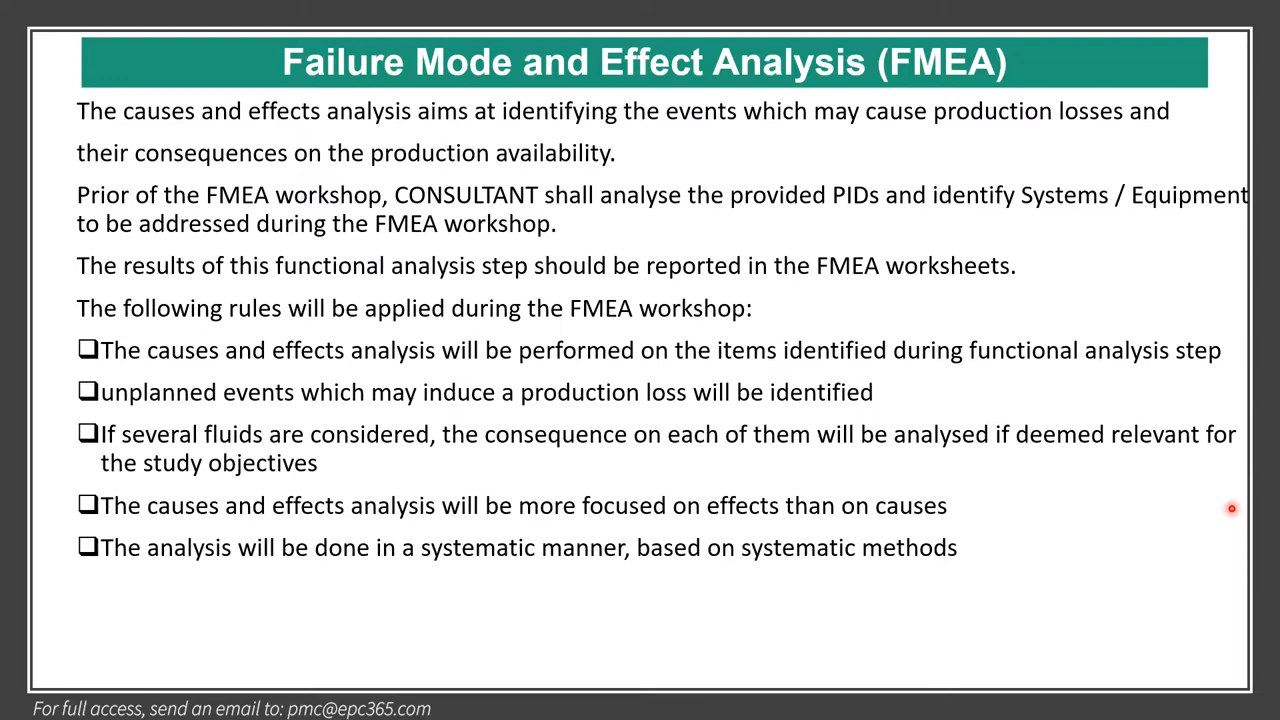 Failure Mode and Effect Analysis (FMEA)
The causes and effects analysis aims at identifying the events which may cause production losses and
their consequences on the production availability.
Prior of the FMEA workshop, CONSULTANT shall analyse the provided PIDs and identify Systems / Equipment
to be addressed during the FMEA workshop.
The results of this functional analysis step should be reported in the FMEA worksheets.
The following rules will be applied during the FMEA workshop:
❑The causes and effects analysis will be performed on the items identified during functional analysis step
❑unplanned events which may induce a production loss will be identified
❑If several fluids are considered, the consequence on each of them will be analysed if deemed relevant for
the study objectives
❑The causes and effects analysis will be more focused on effects than on causes
❑The analysis will be done in a systematic manner, based on systematic methods
For full access, send an email to: pmc@epc365.com